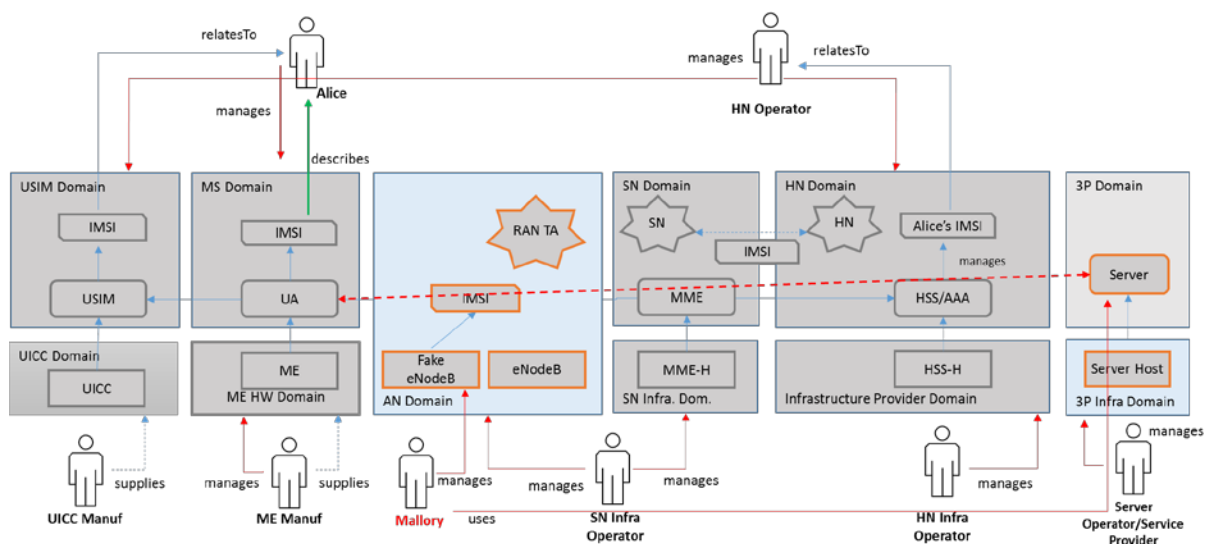 relatesTo
Alice
manages
describes
manages
HN Operator
relatesTo
USIM Domain
IMSI
USIM
MS Domain
IMSI
UA
RAN TA
IMSI
Fake
eNodeB
eNodeB
AN Domain
SN Domain
SN
IMSI
MME
HN Domain
HN
Alice's IMSI
manages
HSS/AAA
3P Domain
Server
UICC Domain
UICC
ME
ME HW Domain
MME-H
SN Infra. Dom.
HSS-H
Infrastructure Provider Domain
Server Host
3P Infra Domain
supplies
UICC Manuf
manages
supplies
ME Manuf
manages
Mallory
uses
manages
manages
SN Infra
Operator
manages
HN Infra
Operator
manages
Server
Operator/Service
Provider